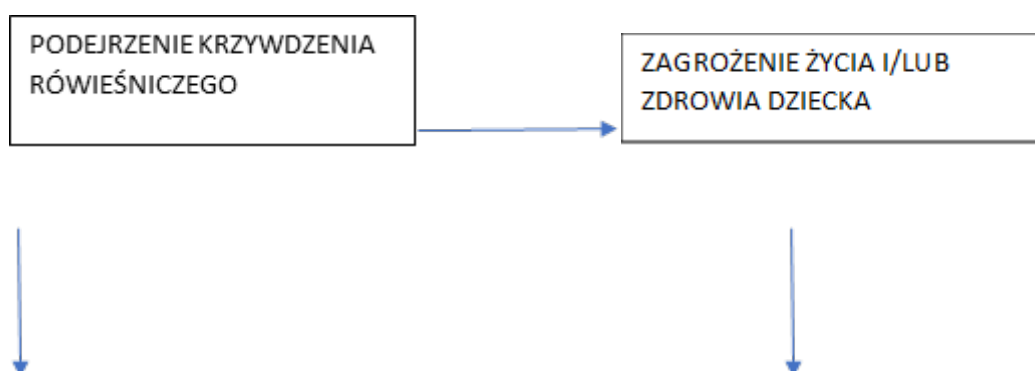 PODEJRZENIE KRZYWDZENIA
RÓWIEŚNICZEGO
ZAGROŻENIE ŻYCIA I/LUB
ZDROWIA DZIECKA